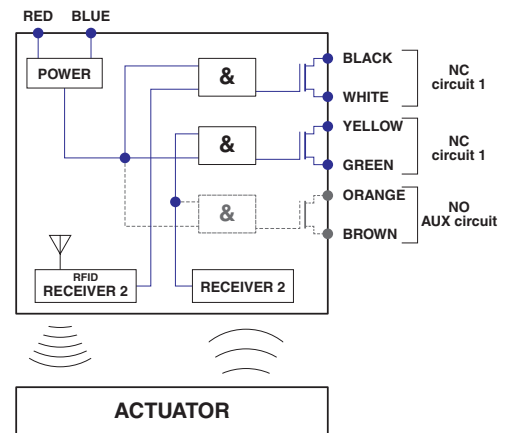 RED BLUE
POWER
&
BLACK
WHITE
NC
circuit 1
&
YELLOW
GREEN
NC
circuit 1
&
ORANGE
BROWN
NO
AUX circuit
RFID
RECEIVER 2
RECEIVER 2
ACTUATOR